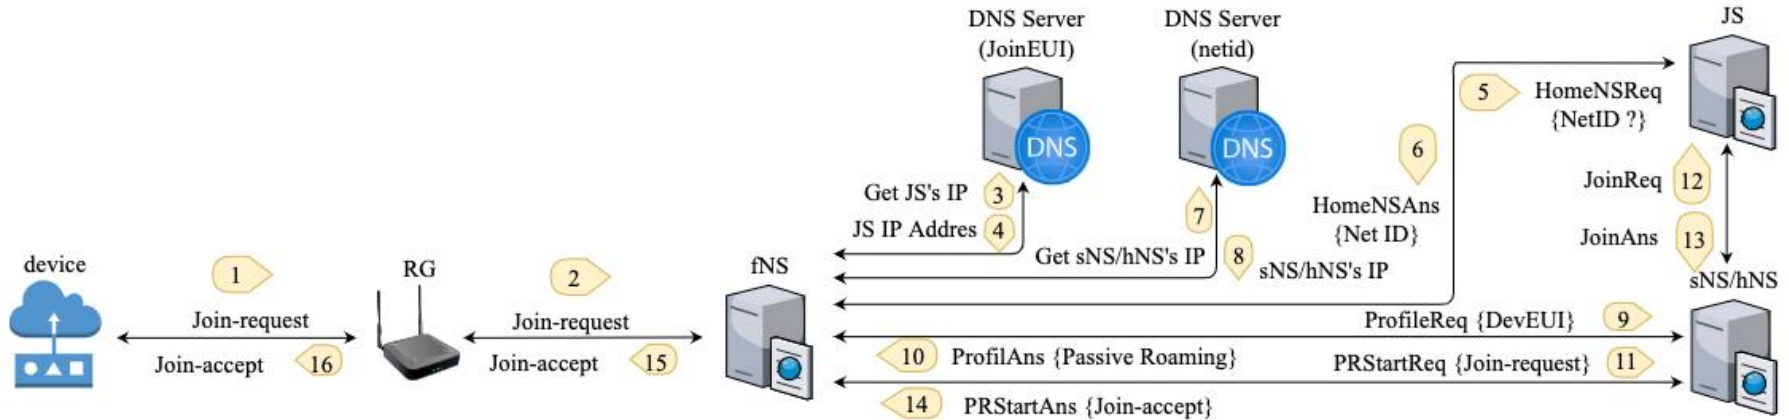 DNS Server
(JoinEUI)
DNS Server
(netid)
JS
DNS
DNS
5
HomeNSReq
{NetID ?}
6
HomeNSAns
{Net ID}
Get JS's IP
3
JS IP Addres
4
7
Get sNS/hNS's IP
8
sNS/hNS's IP
JoinReq
12
JoinAns
13
sNS/hNS
device
1
Join-request
Join-accept
16
RG
2
Join-request
Join-accept
15
fNS
ProfileReq {DevEUI}
9
10
ProfilAns {Passive Roaming}
PRStartReq {Join-request}
11
14
PRStartAns {Join-accept}